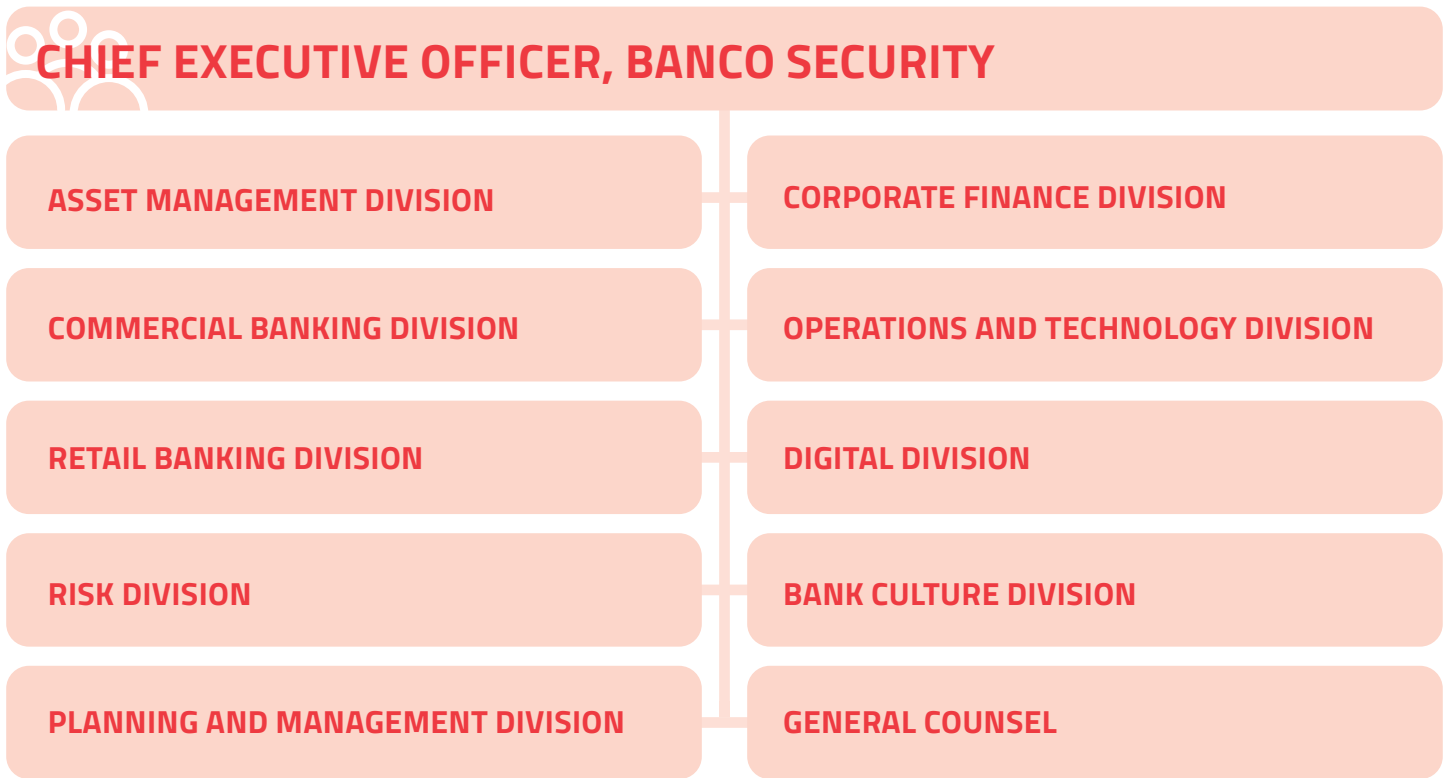 CHIEF EXECUTIVE OFFICER, BANCO SECURITY
ASSET MANAGEMENT DIVISION
CORPORATE FINANCE DIVISION
COMMERCIAL BANKING DIVISION
OPERATIONS AND TECHNOLOGY DIVISION
RETAIL BANKING DIVISION
DIGITAL DIVISION
RISK DIVISION
BANK CULTURE DIVISION
PLANNING AND MANAGEMENT DIVISION
GENERAL COUNSEL